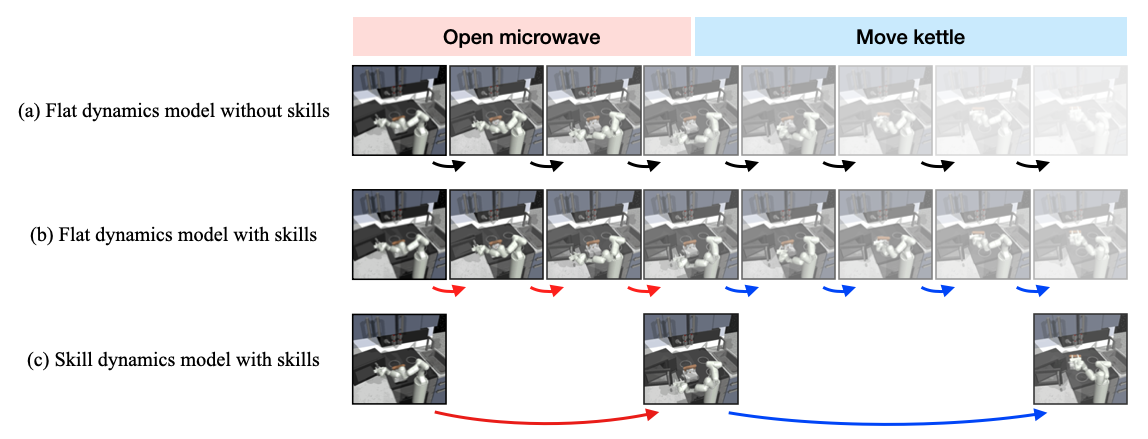 Open microwave
Move kettle
(a) Flat dynamics model without skills
(b) Flat dynamics model with skills
(c) Skill dynamics model with skills